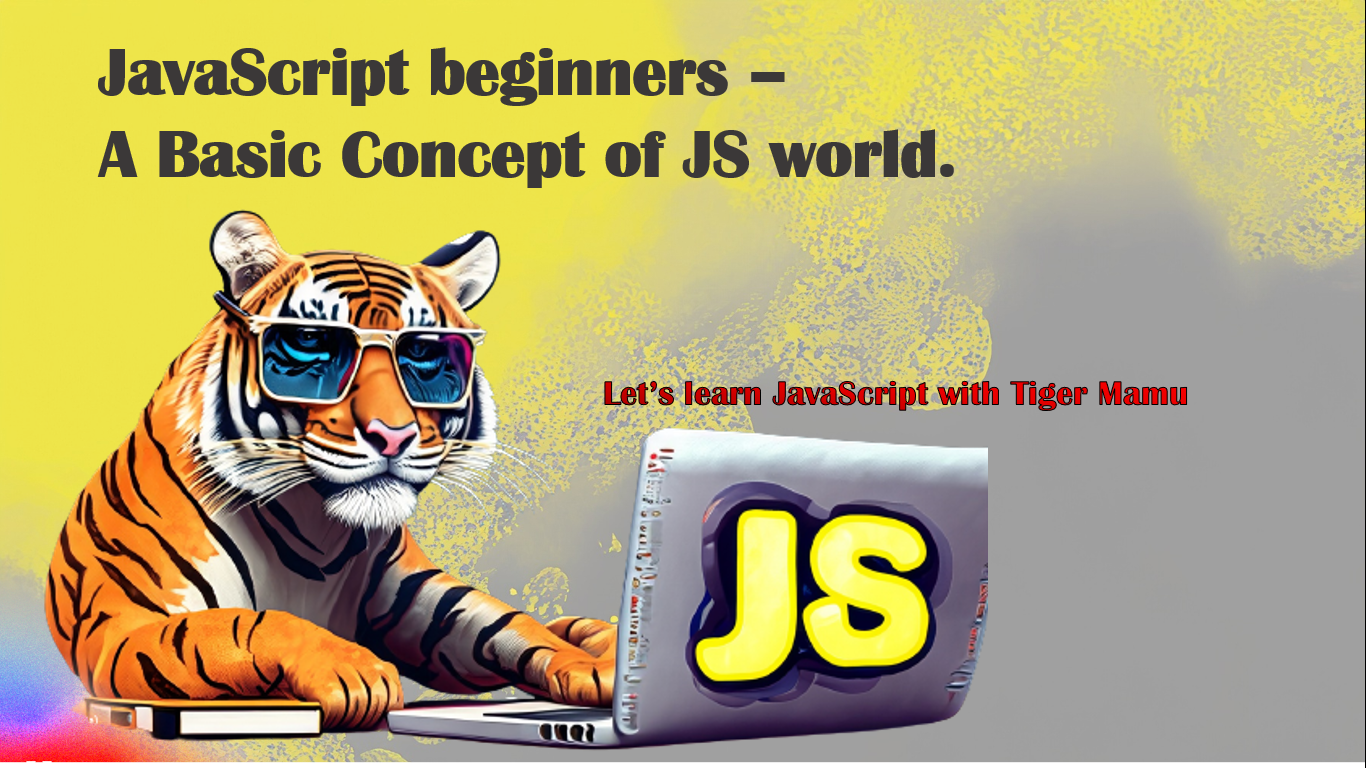 JavaScript beginners –
A Basic Concept of JS world.
Let’s learn JavaScript with Tiger Mamu
JS